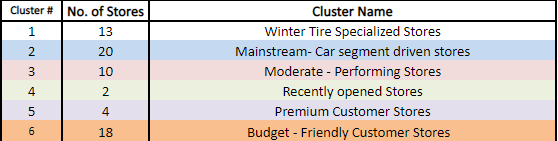 Cluster # No. of Stores Cluster Name
1 13 Winter Tire Specialized Stores
2 20 Mainstream- Car segment driven stores
3 10 Moderate - Performing Stores
4 2 Recently opened Stores
5 4 Premium Customer Stores
6 18 Budget - Friendly Customer Stores